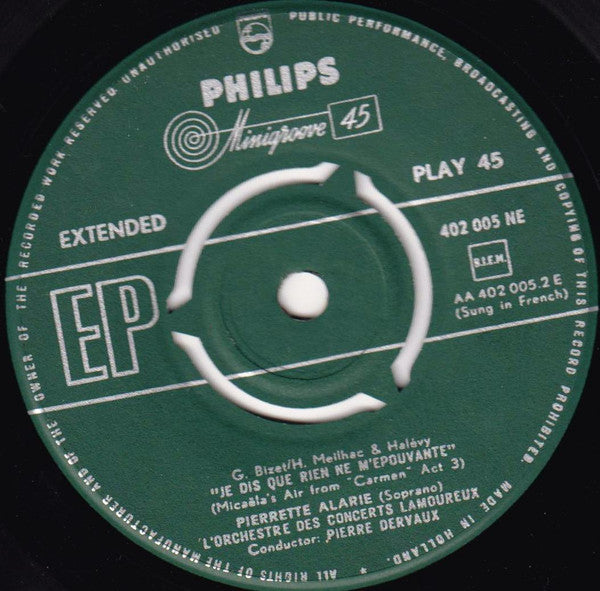 ALL RIGHTS OF THE MANUFACTURER AND OF THE OWNER OF THE RECORDED WORK RESERVED. UNAUTHORISED PUBLIC PERFORMANCE, BROADCASTING AND COPYING OF THIS RECORD PROHIBITED. MADE IN HOLLAND. *
PHILIPS
PHILIPS
Minigroove 45
EXTENDED PLAY 45
EP
402 005 NE
B.I.E.M.
AA 402 005.2 E
(Sung in French)
G. Bizet/H. Meilhac & Halévy
"JE DIS QUE RIEN NE M'EPOUVANTE"
(Micaëla's Air from "Carmen" Act 3)
PIERRETTE ALARIE (Soprano)
L'ORCHESTRE DES CONCERTS LAMOUREUX
Conductor: PIERRE DERVAUX